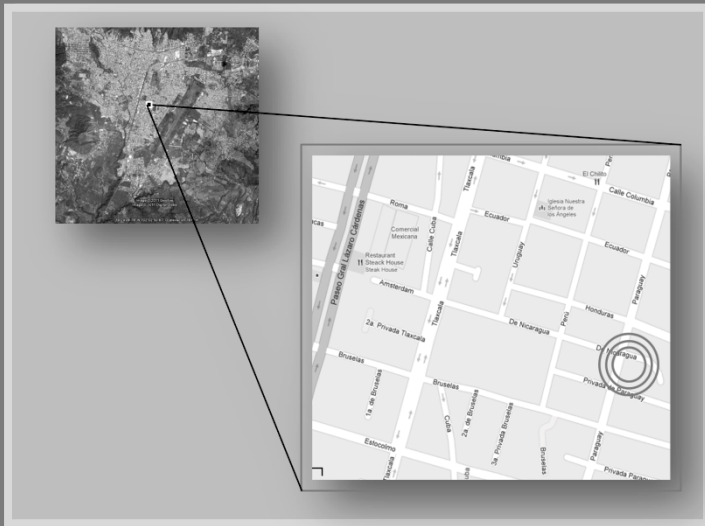 Colombia
Perú
El Chilito
Calle Columbia
Tlaxcala
Roma
Iglesia Nuestra
Señora de
los Ángeles
Ecuador
Calle Cuba
Comercial
Mexicana
Tlaxcala
Uruguay
Ecuador
Paseo Gral Lázaro Cárdenas
Restaurant
Steack House
Steak House
Paraguay
Amsterdam
Tlaxcala
Honduras
Perú
2a. Privada Tlaxcala
De Nicaragua
De Nicaragua
Bruselas
Bruselas
Privada de Paraguay
1a. de Bruselas
Cuba
2a. de Bruselas
3a. Privada Bruselas
Paraguay
Estocolmo
Tlaxcala
Bruselas